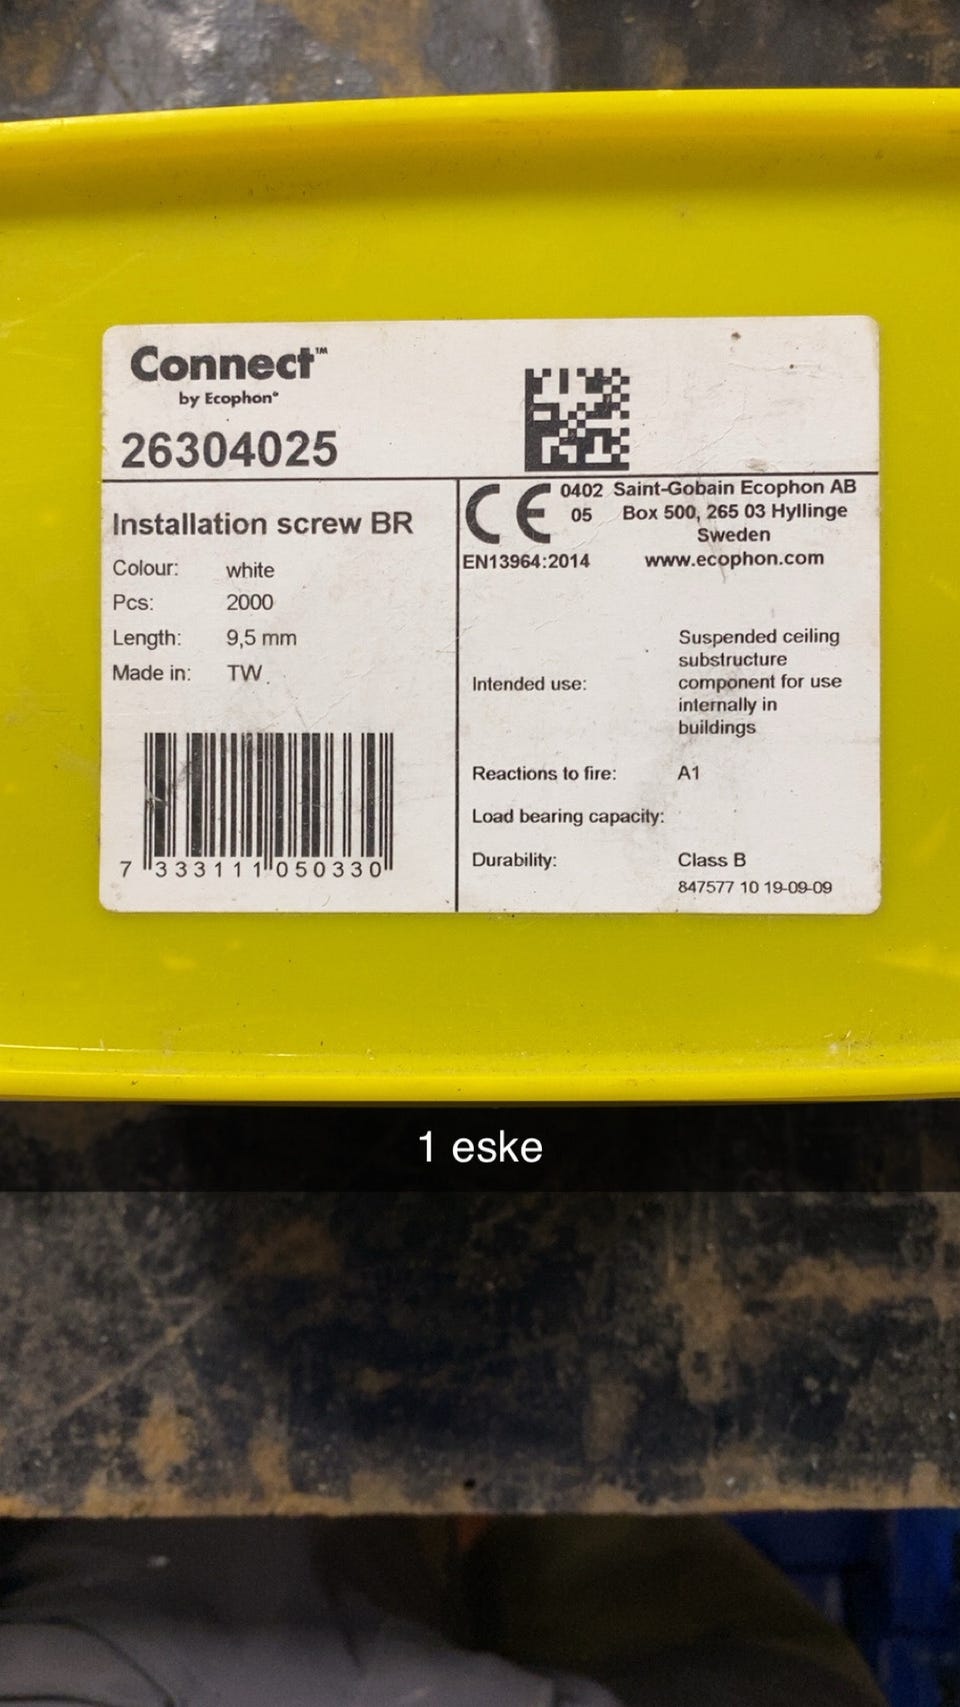 Connect™
by Ecophon®
26304025
Installation screw BR
Colour: white
Pcs: 2000
Length: 9,5 mm
Made in: TW
7 333111 050330
CE 0402 Saint-Gobain Ecophon AB
05 Box 500, 265 03 Hyllinge
Sweden
EN13964:2014 www.ecophon.com
Intended use: Suspended ceiling
substructure
component for use
internally in
buildings
Reactions to fire: A1
Load bearing capacity:
Durability: Class B
847577 10 19-09-09
1 eske